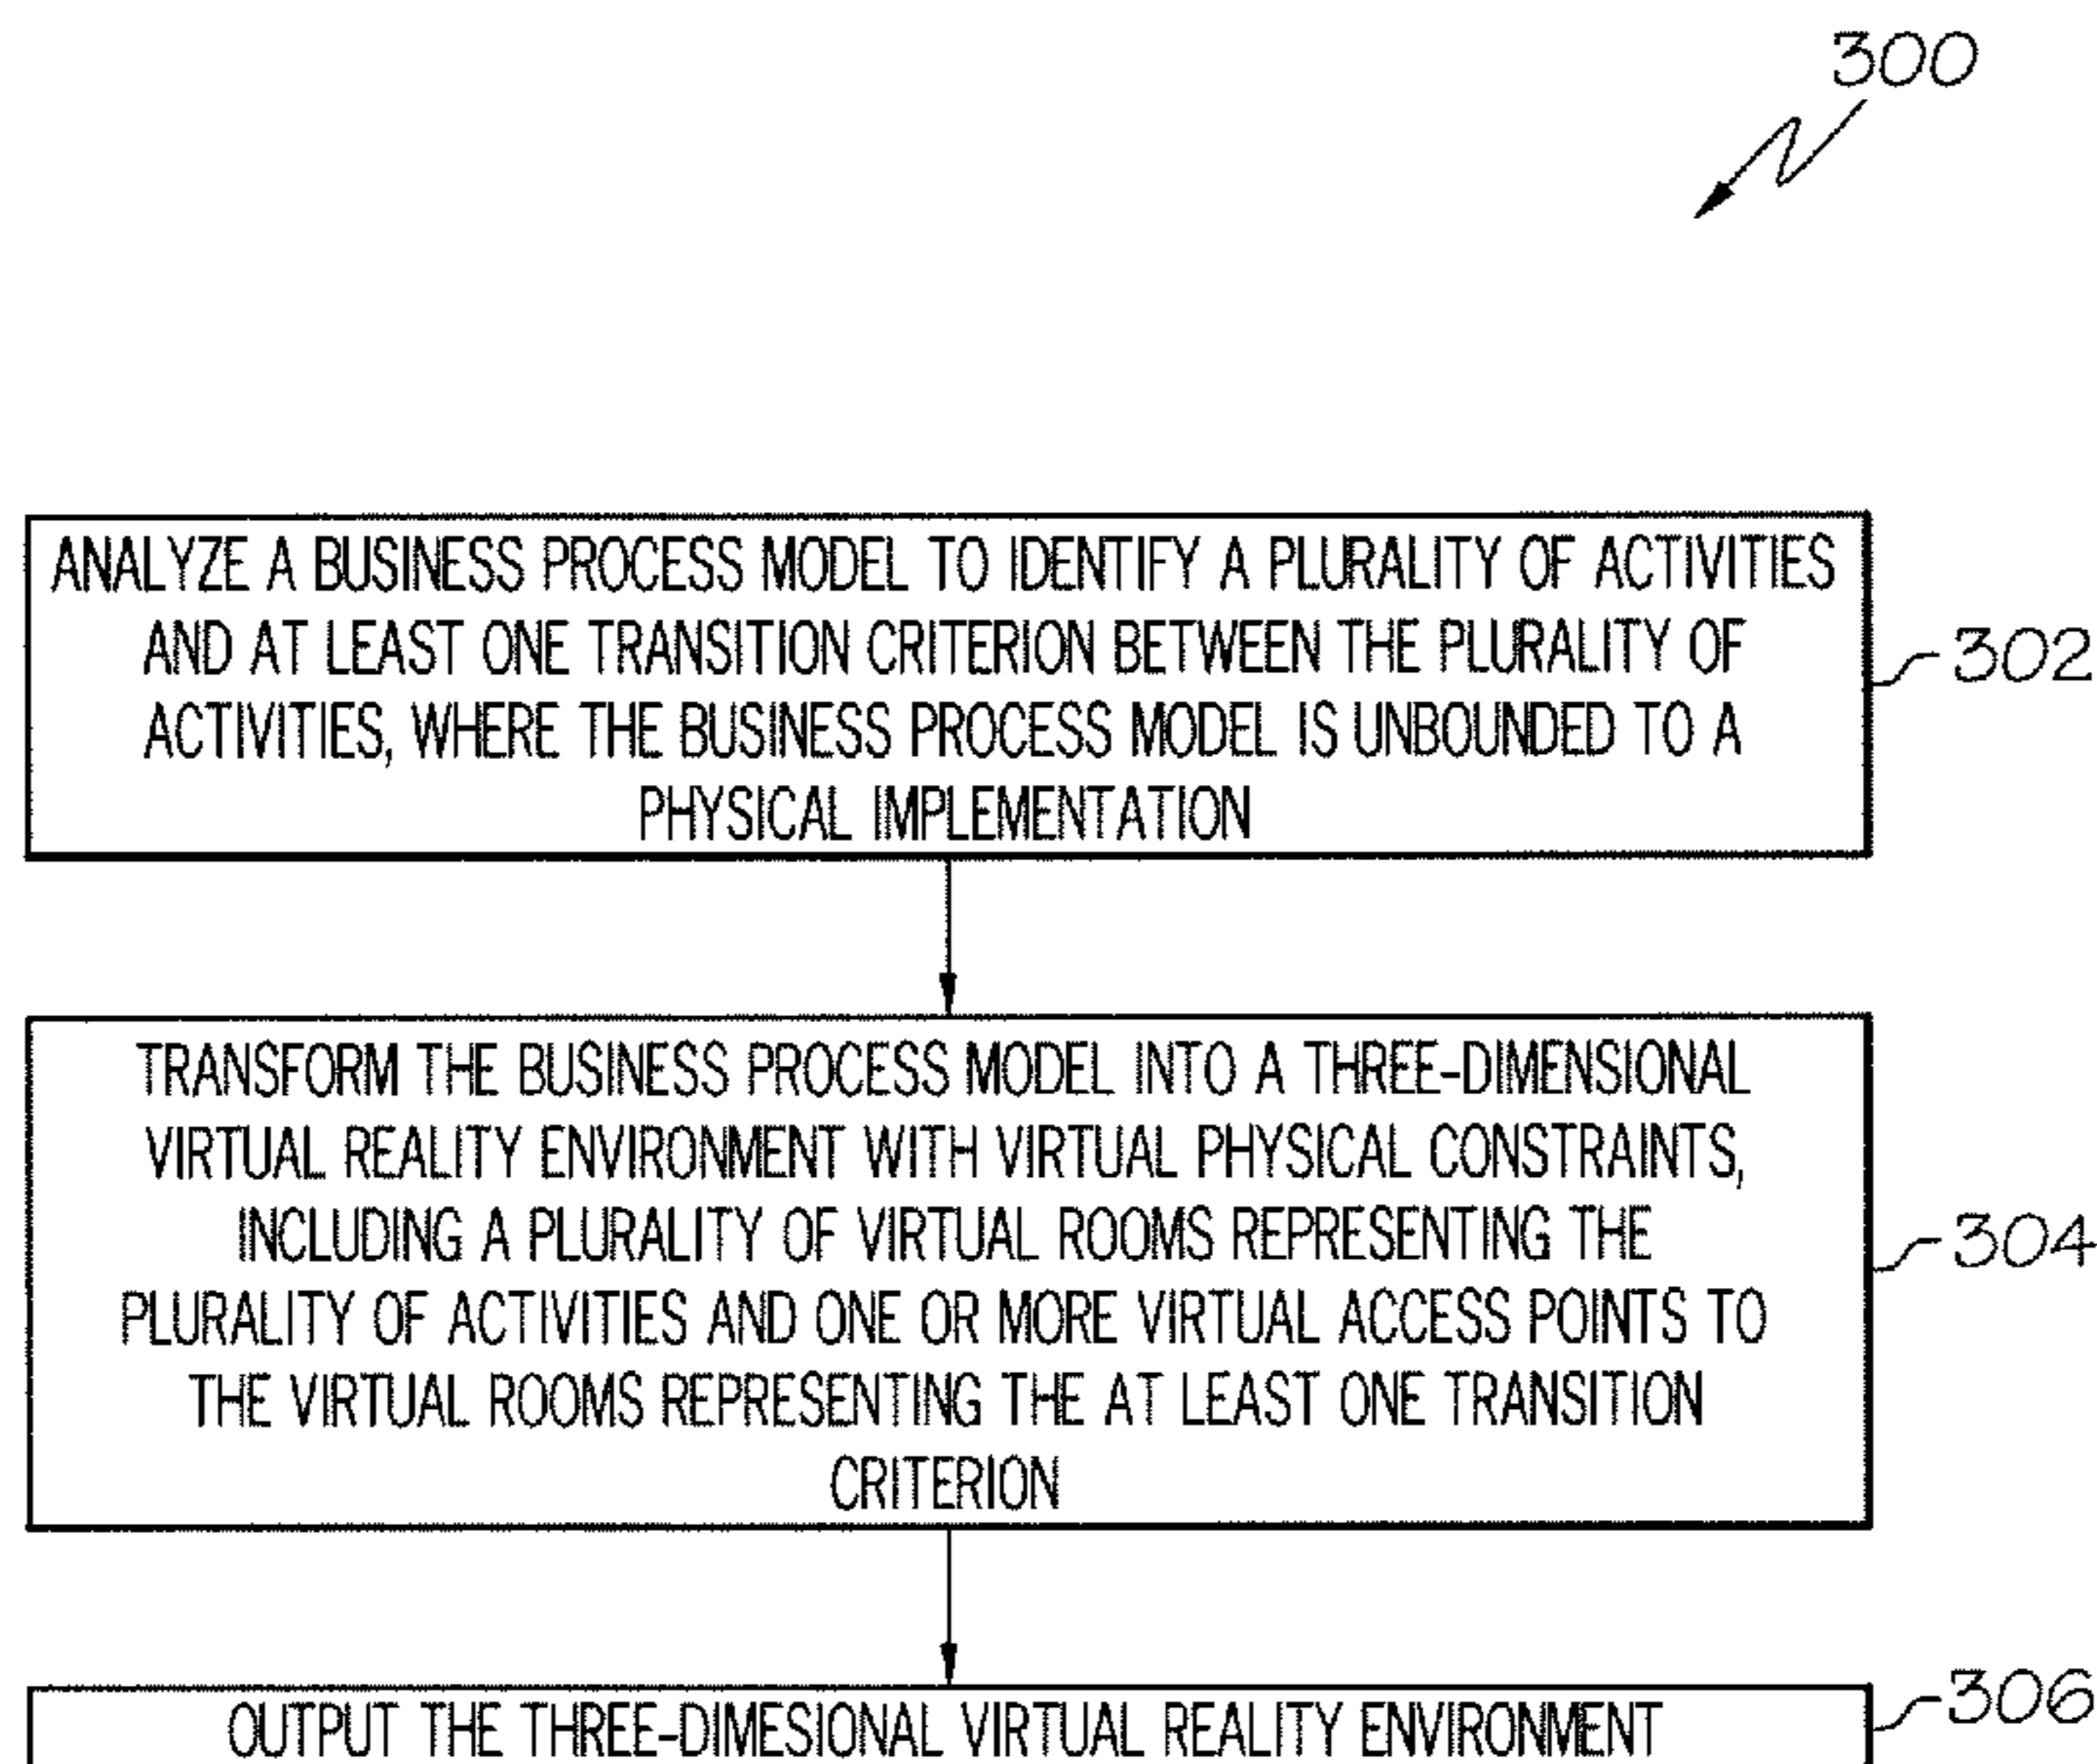 300
ANALYZE A BUSINESS PROCESS MODEL TO IDENTIFY A PLURALITY OF ACTIVITIES
AND AT LEAST ONE TRANSITION CRITERION BETWEEN THE PLURALITY OF
ACTIVITIES, WHERE THE BUSINESS PROCESS MODEL IS UNBOUNDED TO A
PHYSICAL IMPLEMENTATION
302
TRANSFORM THE BUSINESS PROCESS MODEL INTO A THREE-DIMENSIONAL
VIRTUAL REALITY ENVIRONMENT WITH VIRTUAL PHYSICAL CONSTRAINTS,
INCLUDING A PLURALITY OF VIRTUAL ROOMS REPRESENTING THE
PLURALITY OF ACTIVITIES AND ONE OR MORE VIRTUAL ACCESS POINTS TO
THE VIRTUAL ROOMS REPRESENTING THE AT LEAST ONE TRANSITION
CRITERION
304
OUTPUT THE THREE-DIMESIONAL VIRTUAL REALITY ENVIRONMENT
306